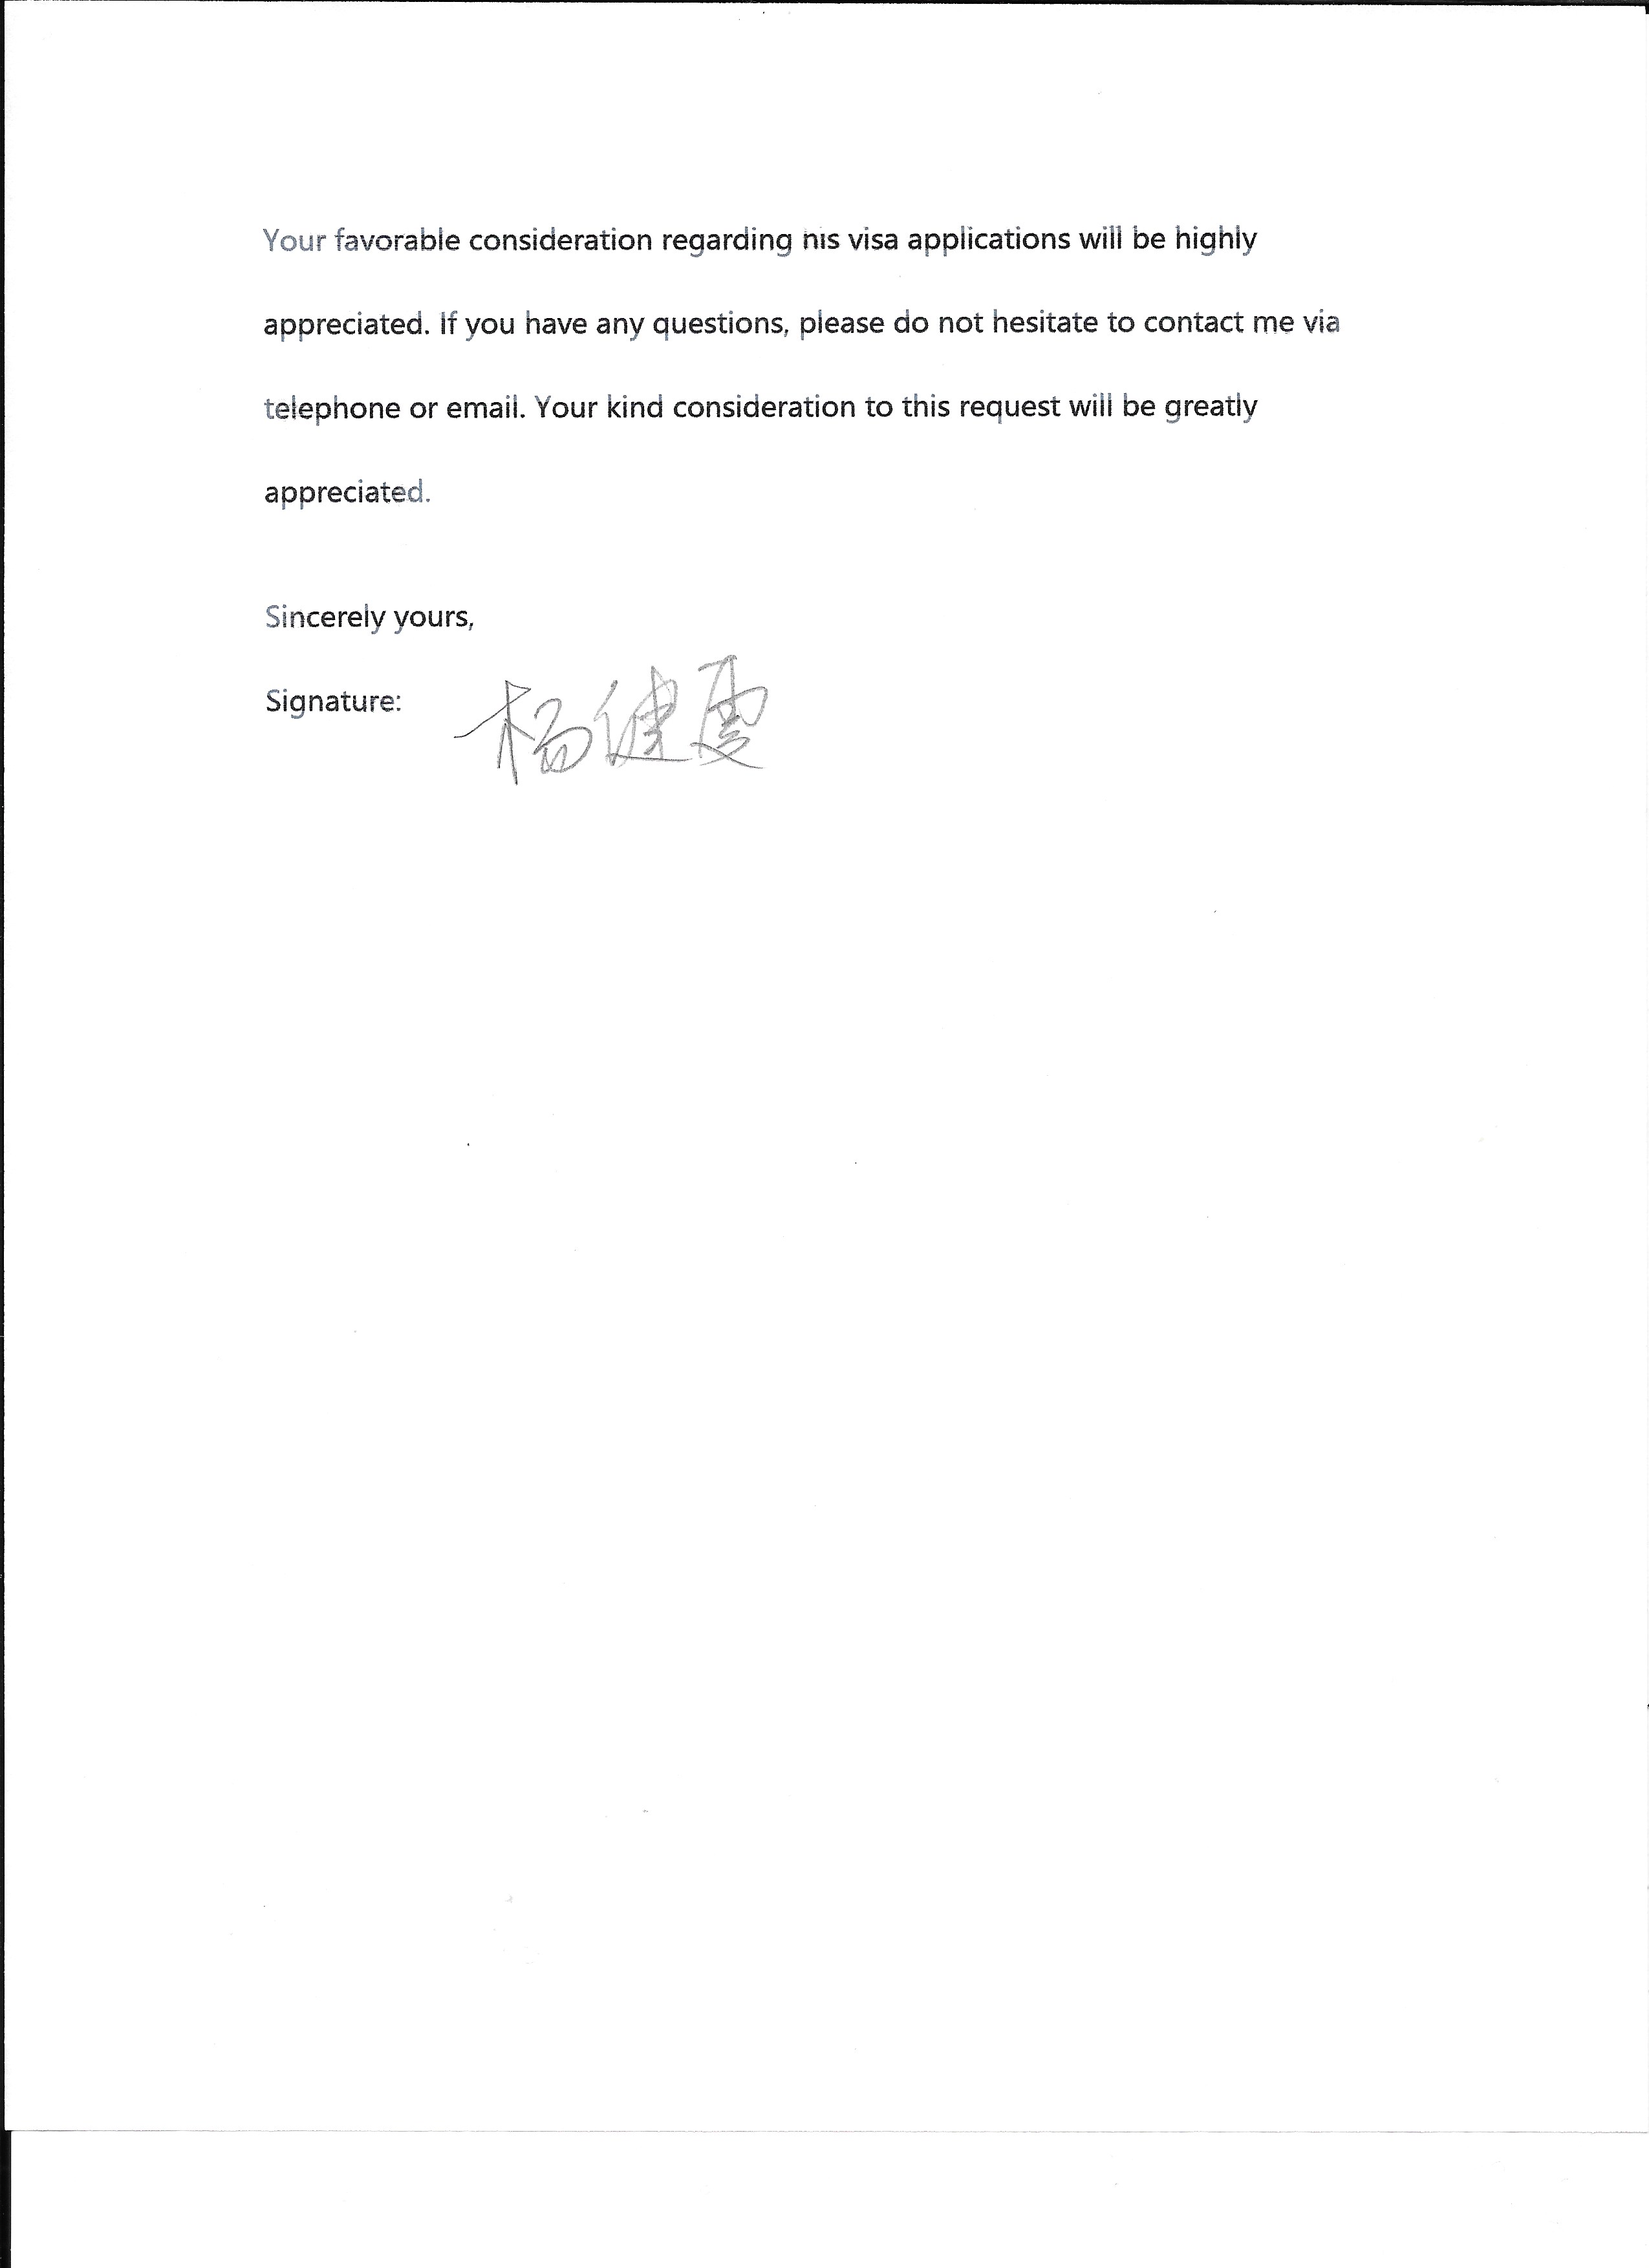 Your favorable consideration regarding his visa applications will be highly
appreciated. If you have any questions, please do not hesitate to contact me via
telephone or email. Your kind consideration to this request will be greatly
appreciated.
Sincerely yours,
Signature: 杨健